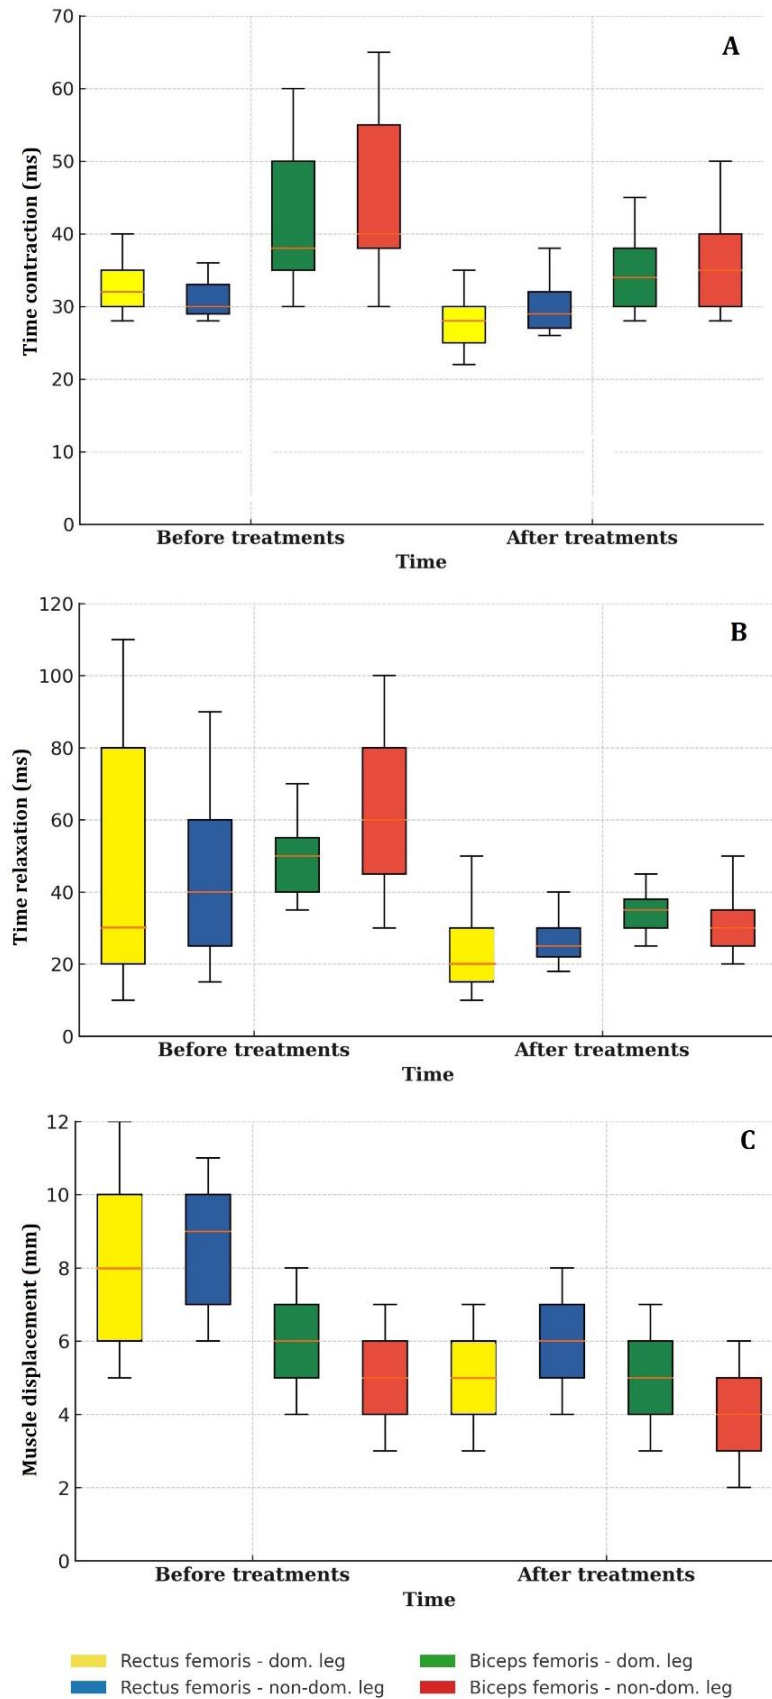 A
Time contraction (ms)
70
60
50
40
30
20
10
0
Before treatments After treatments
Time
B
Time relaxation (ms)
120
100
80
60
40
20
0
Before treatments After treatments
Time
C
Muscle displacement (mm)
12
10
8
6
4
2
0
Before treatments After treatments
Time
Rectus femoris - dom. leg Biceps femoris - dom. leg
Rectus femoris - non-dom. leg Biceps femoris - non-dom. leg